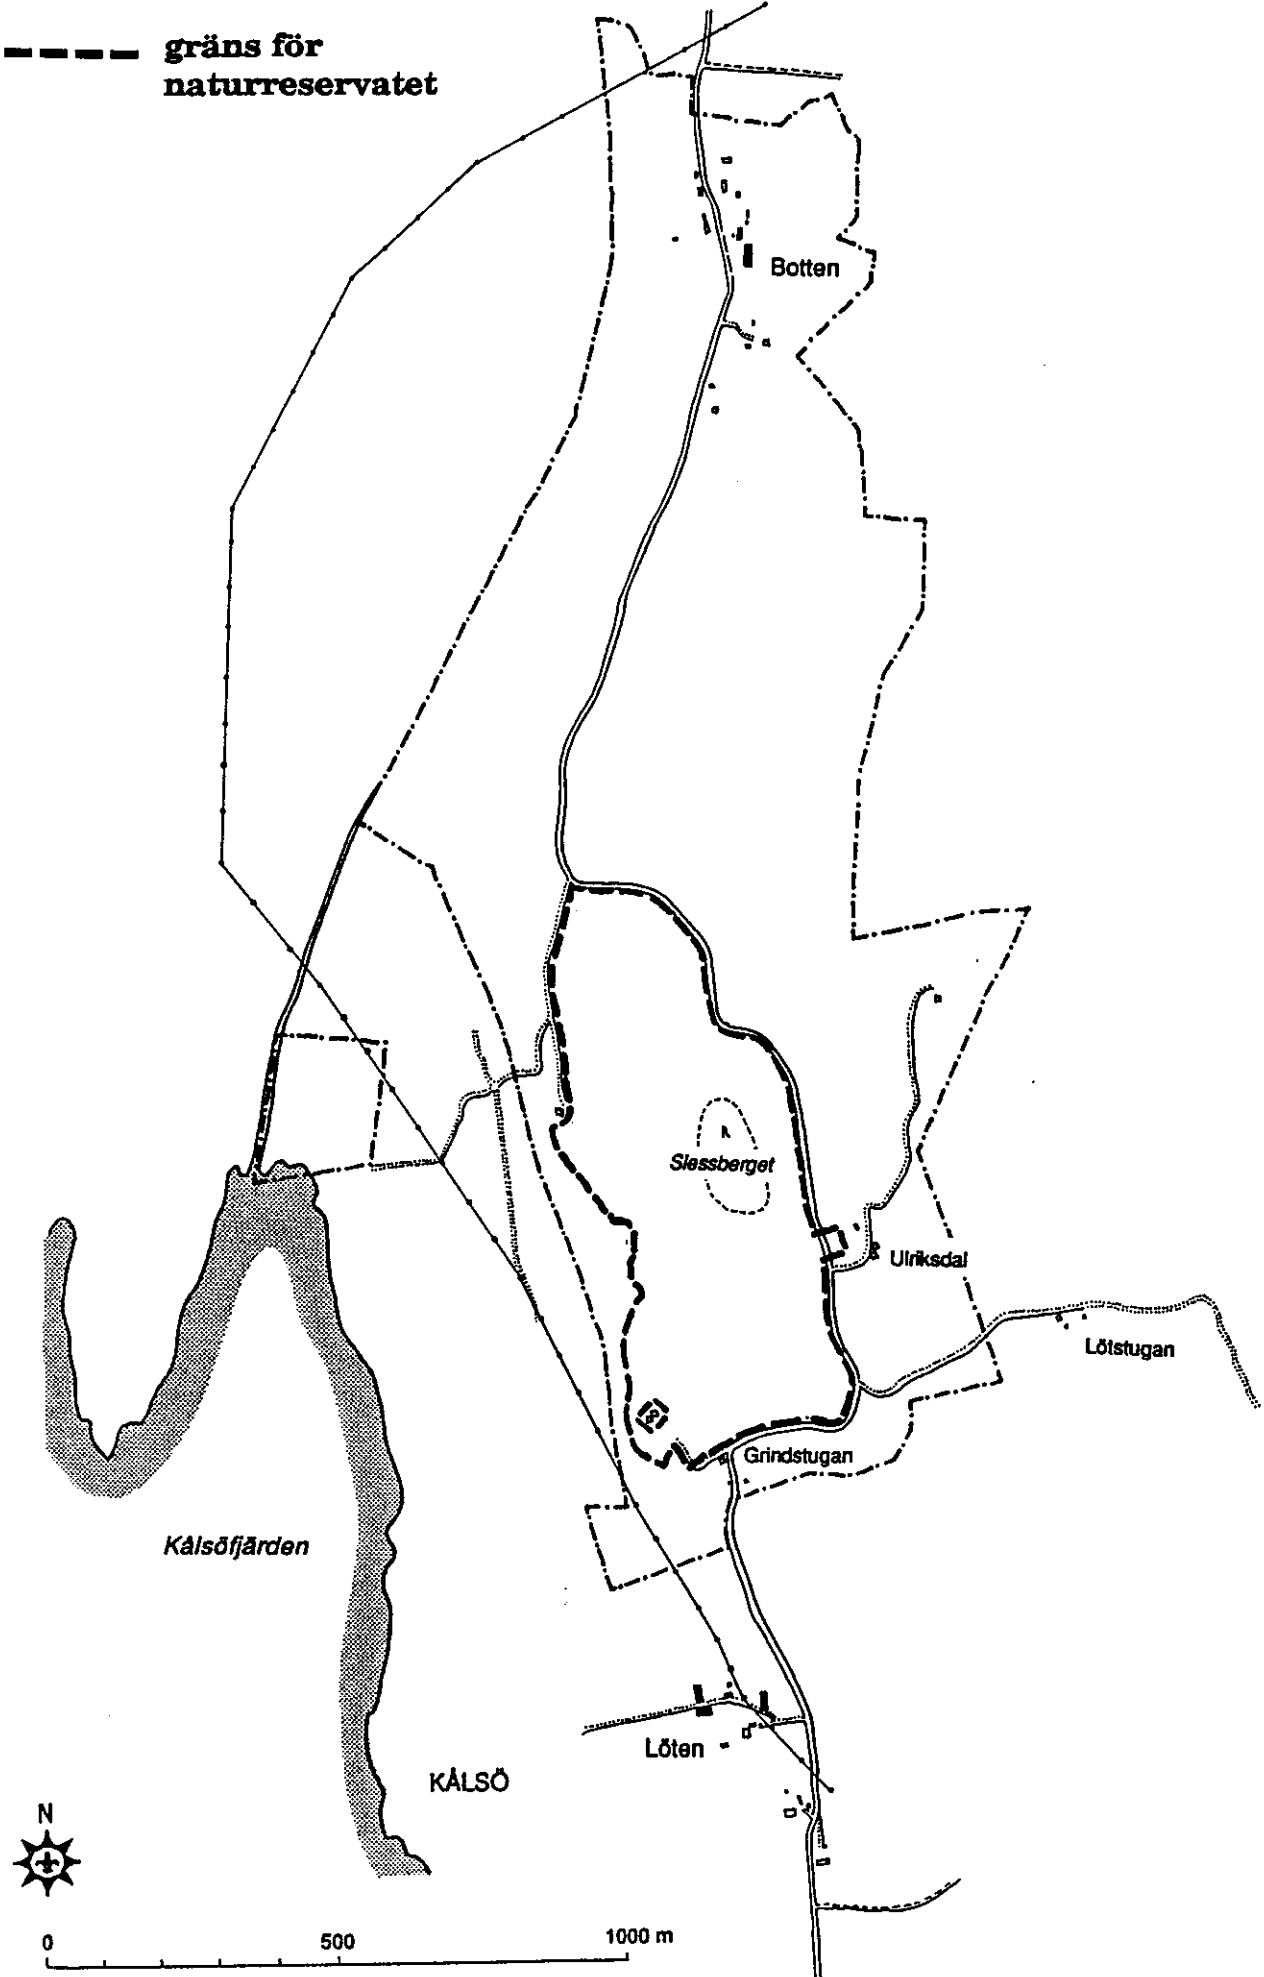 gräns för
naturreservatet
Botten
Slessberget
Ulriksdal
Lötstugan
Grindstugan
Kålsöfjärden
Löten
KÅLSÖ
N
0 500 1000 m